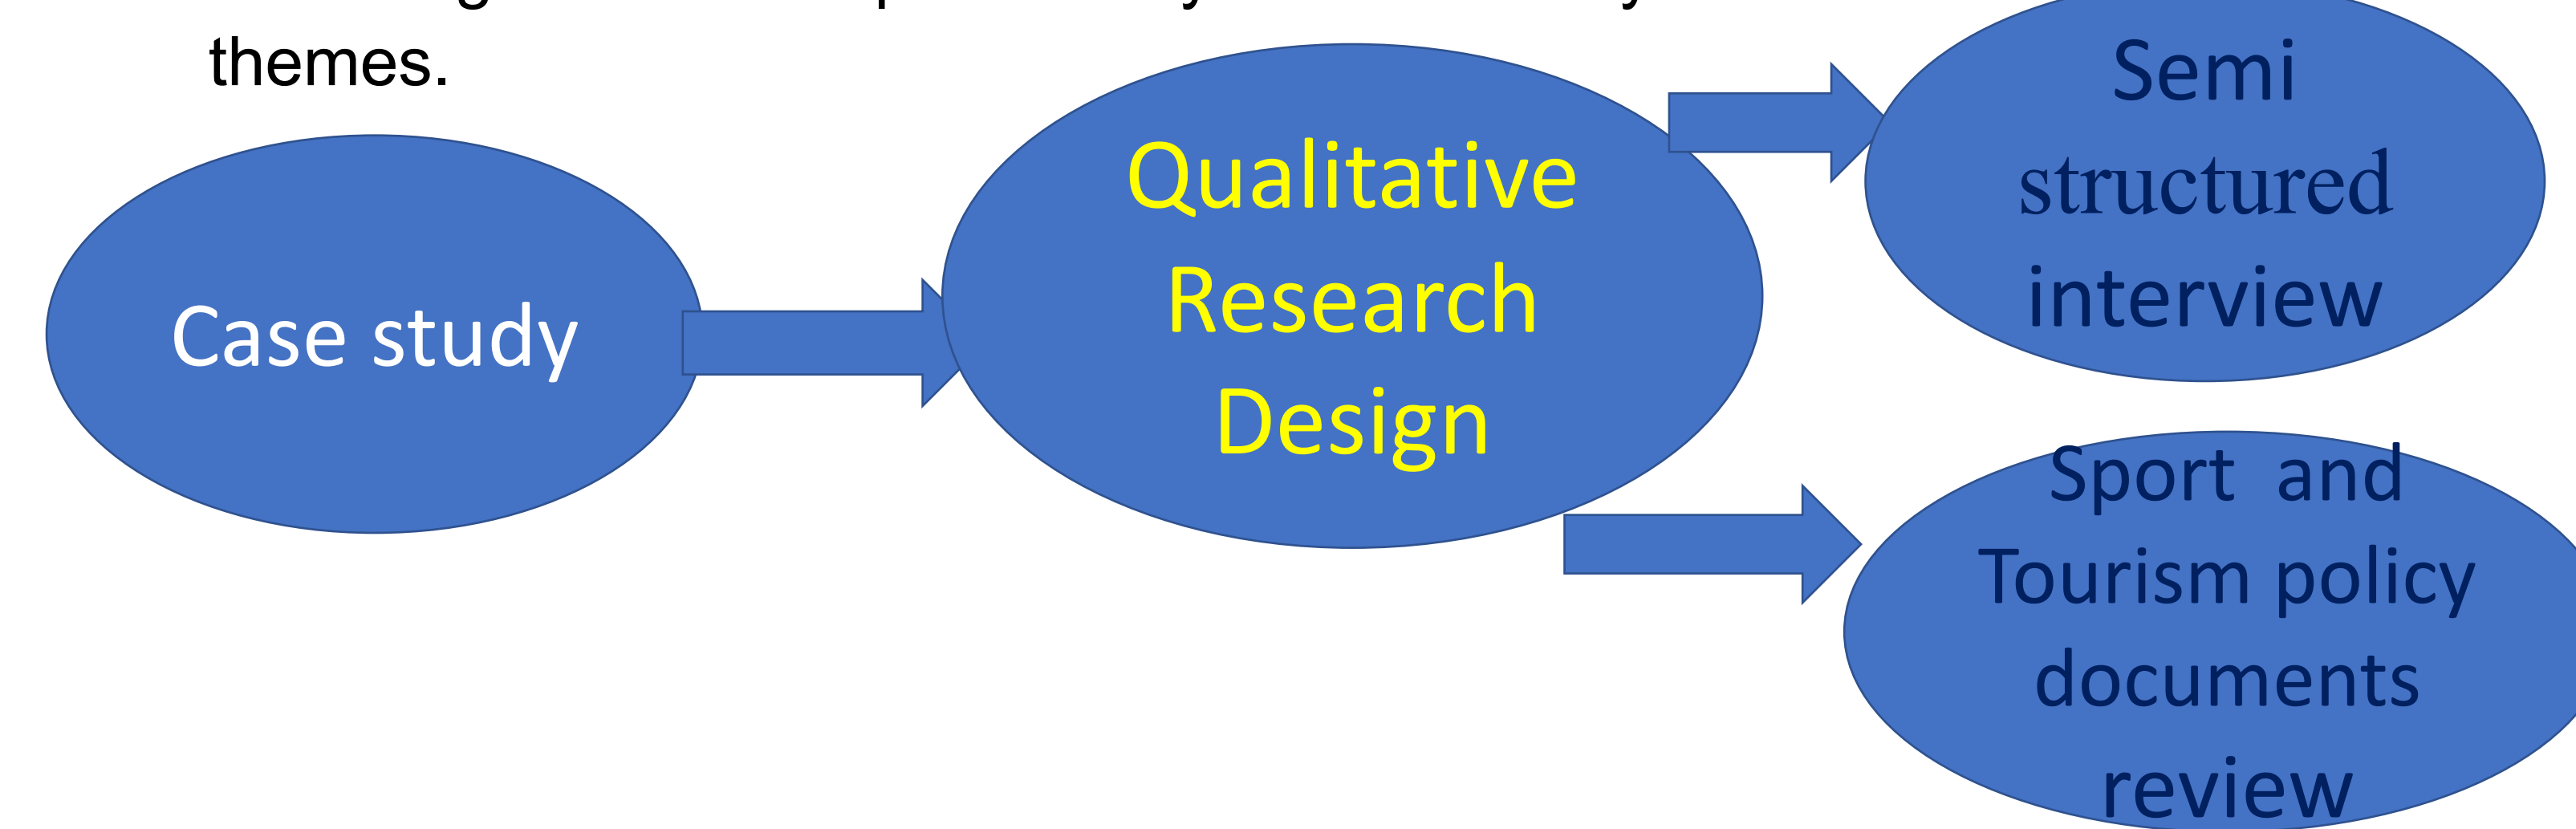 themes.
Case study
Qualitative
Research
Design
Semi
structured
interview
Sport  and
Tourism policy
documents
review